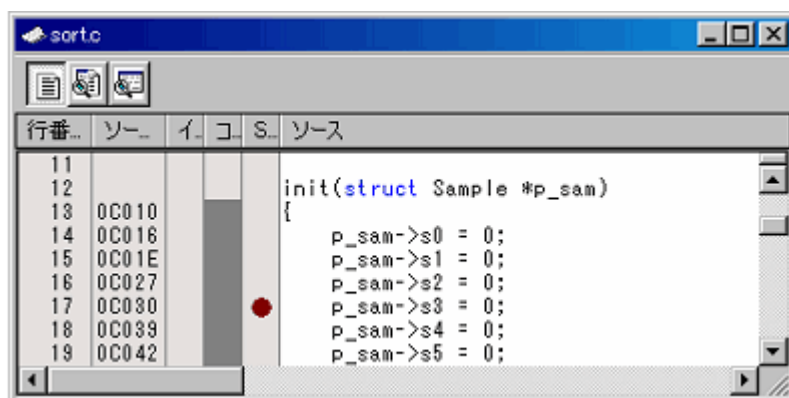 sort.c
行番... ソー... イ.. コ.. S.. ソース
11
12 init(struct Sample *p_sam)
13 0C010 {
14 0C016 p_sam->s0 = 0;
15 0C01E p_sam->s1 = 0;
16 0C027 p_sam->s2 = 0;
17 0C030 p_sam->s3 = 0;
18 0C039 p_sam->s4 = 0;
19 0C042 p_sam->s5 = 0;